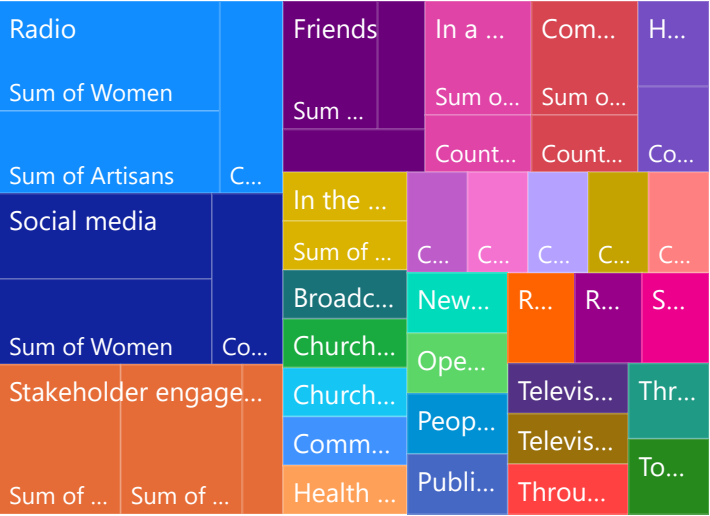 Radio
Sum of Women
Sum of Artisans
C...
Social media
Sum of Women
Co...
Stakeholder engage...
Sum of ...
Sum of ...
Friends
Sum ...
In a ...
Sum o...
Count...
Com...
Sum o...
Count...
H...
Co...
In the ...
Sum of ...
C...
C...
C...
C...
C...
Broadc...
Church...
Church...
Comm...
Health ...
New...
Ope...
Peop...
Publi...
R...
R...
S...
Televis...
Televis...
Throu...
Thr...
To...